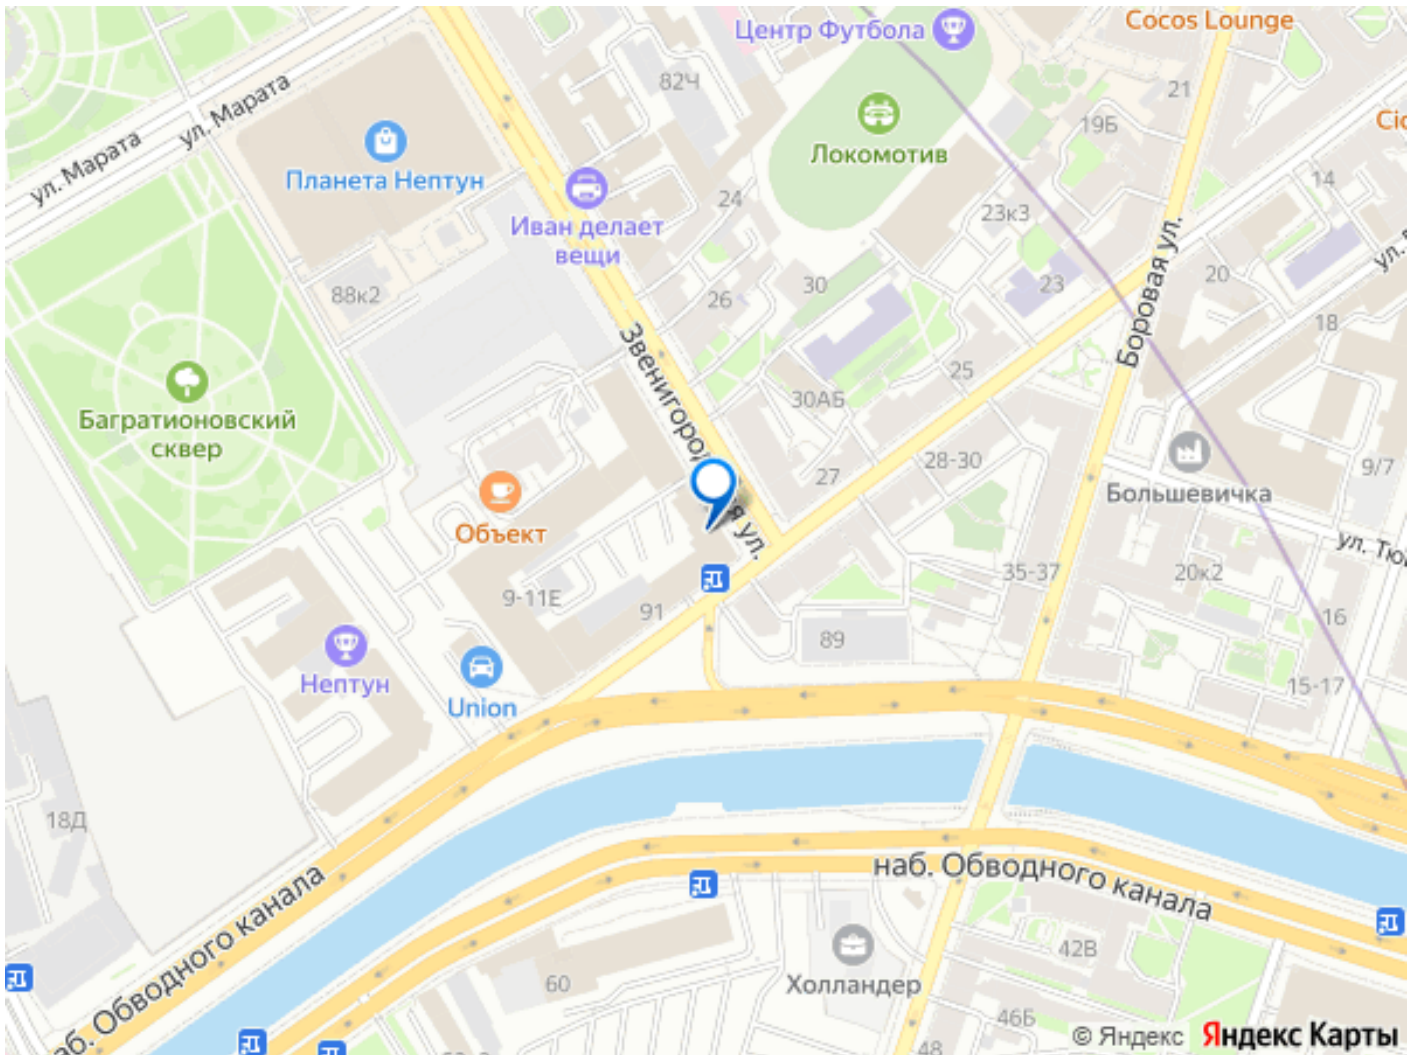 Центр Футбола
Cocos Lounge
82Ч
21
19Б
ул. Марата
ул. Марата
Локомотив
Планета Нептун
14
24
23к3
Иван делает
вещи
Боровая ул.
20
88к2
26
30
23
18
Звенигородская ул.
25
30АБ
Багратионовский
сквер
27
28-30
9/7
Большевичка
Объект
35-37
20к2
9-11Е
91
89
16
Нептун
15-17
Union
18Д
наб. Обводного канала
наб. Обводного канала
42В
60
Холландер
46Б
48
© Яндекс Яндекс Карты